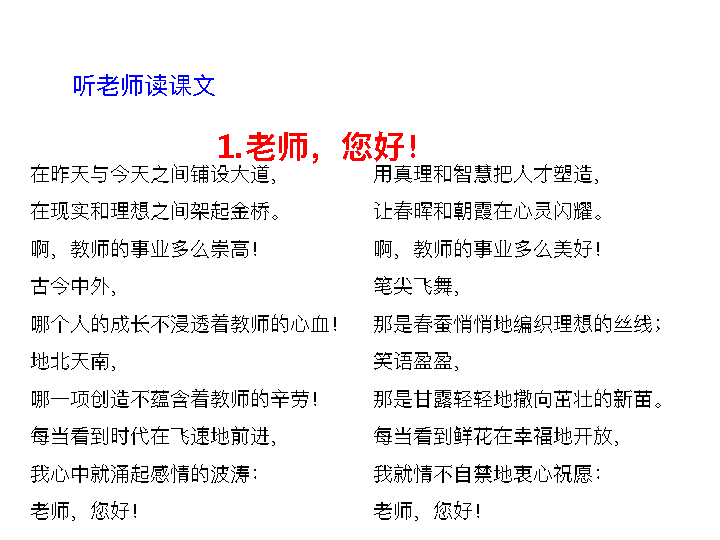 听老师读课文
1.老师，您好！
在昨天与今天之间铺设大道，
在现实和理想之间架起金桥。
啊，教师的事业多么崇高！
古今中外，
哪个人的成长不浸透着教师的心血！
地北天南，
哪一项创造不蕴含着教师的辛劳！
每当看到时代在飞速地前进，
我心中就涌起感情的波涛：
老师，您好！
用真理和智慧把人才塑造，
让春晖和朝霞在心灵闪耀。
啊，教师的事业多么美好！
笔尖飞舞，
那是春蚕悄悄地编织理想的丝线；
笑语盈盈，
那是甘露轻轻地撒向茁壮的新苗。
每当看到鲜花在幸福地开放，
我就情不自禁地衷心祝愿：
老师，您好！